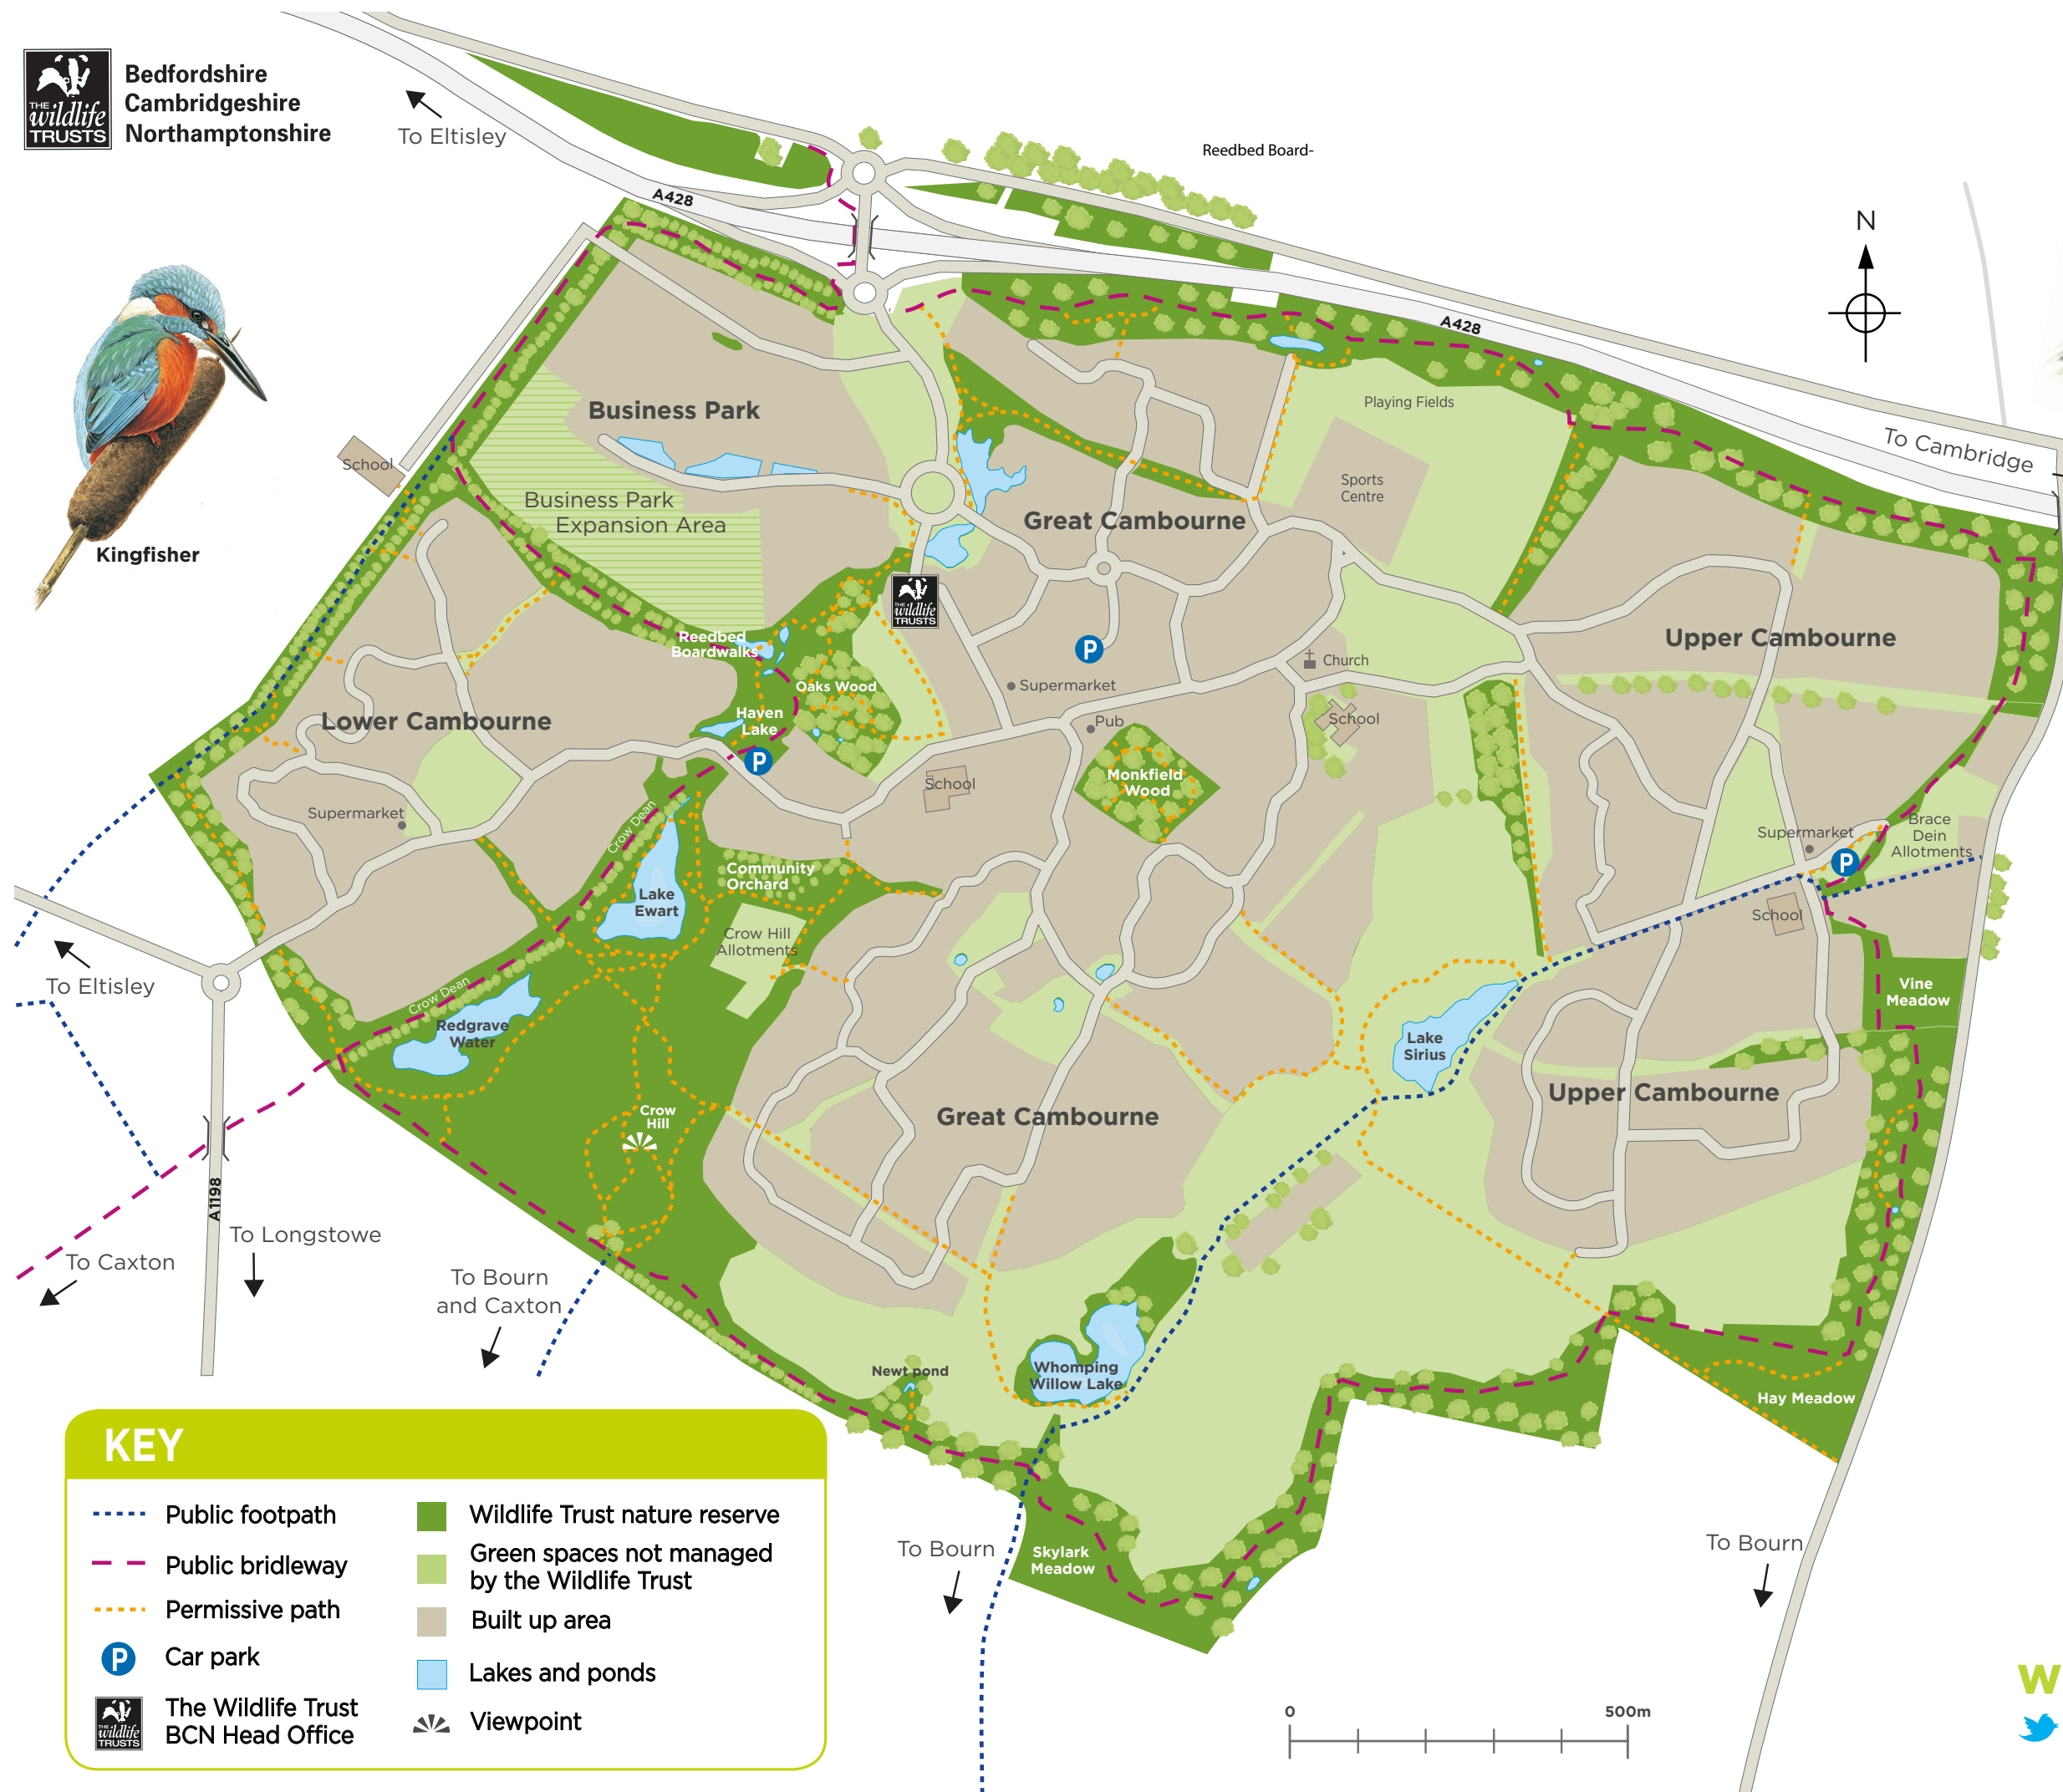 THE
wildlife
TRUSTS
Bedfordshire
Cambridgeshire
Northamptonshire
To Eltisley
Reedbed Board-
A428
N
A428
To Cambridge
Kingfisher
School
Business Park
Business Park
Expansion Area
Playing Fields
Sports
Centre
Great Cambourne
THE
wildlife
TRUSTS
Upper Cambourne
Reedbed
Boardwalks
P
Church
Supermarket
Oaks Wood
Lower Cambourne
Haven
Lake
P
Pub
School
Monkfield
Wood
School
Supermarket
Crow Dean
Supermarket
Brace
Dein
Allotments
P
Community
Orchard
Lake
Ewart
School
Crow Hill
Allotments
To Eltisley
Crow Dean
Redgrave
Water
Vine
Meadow
Lake
Sirius
Upper Cambourne
Crow
Hill
Great Cambourne
A1198
To Longstowe
To Caxton
To Bourn
and Caxton
Newt pond
Whomping
Willow Lake
Hay Meadow
To Bourn
Skylark
Meadow
To Bourn
KEY
Public footpath
Public bridleway
Permissive path
P
Car park
THE
wildlife
TRUSTS
The Wildlife Trust
BCN Head Office
Wildlife Trust nature reserve
Green spaces not managed
by the Wildlife Trust
Built up area
Lakes and ponds
Viewpoint
0
500m
W